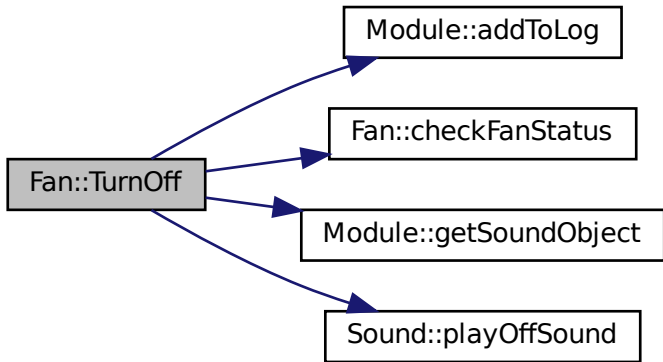 Module::addToLog
Fan::checkFanStatus
Fan::TurnOff
Module::getSoundObject
Sound::playOffSound